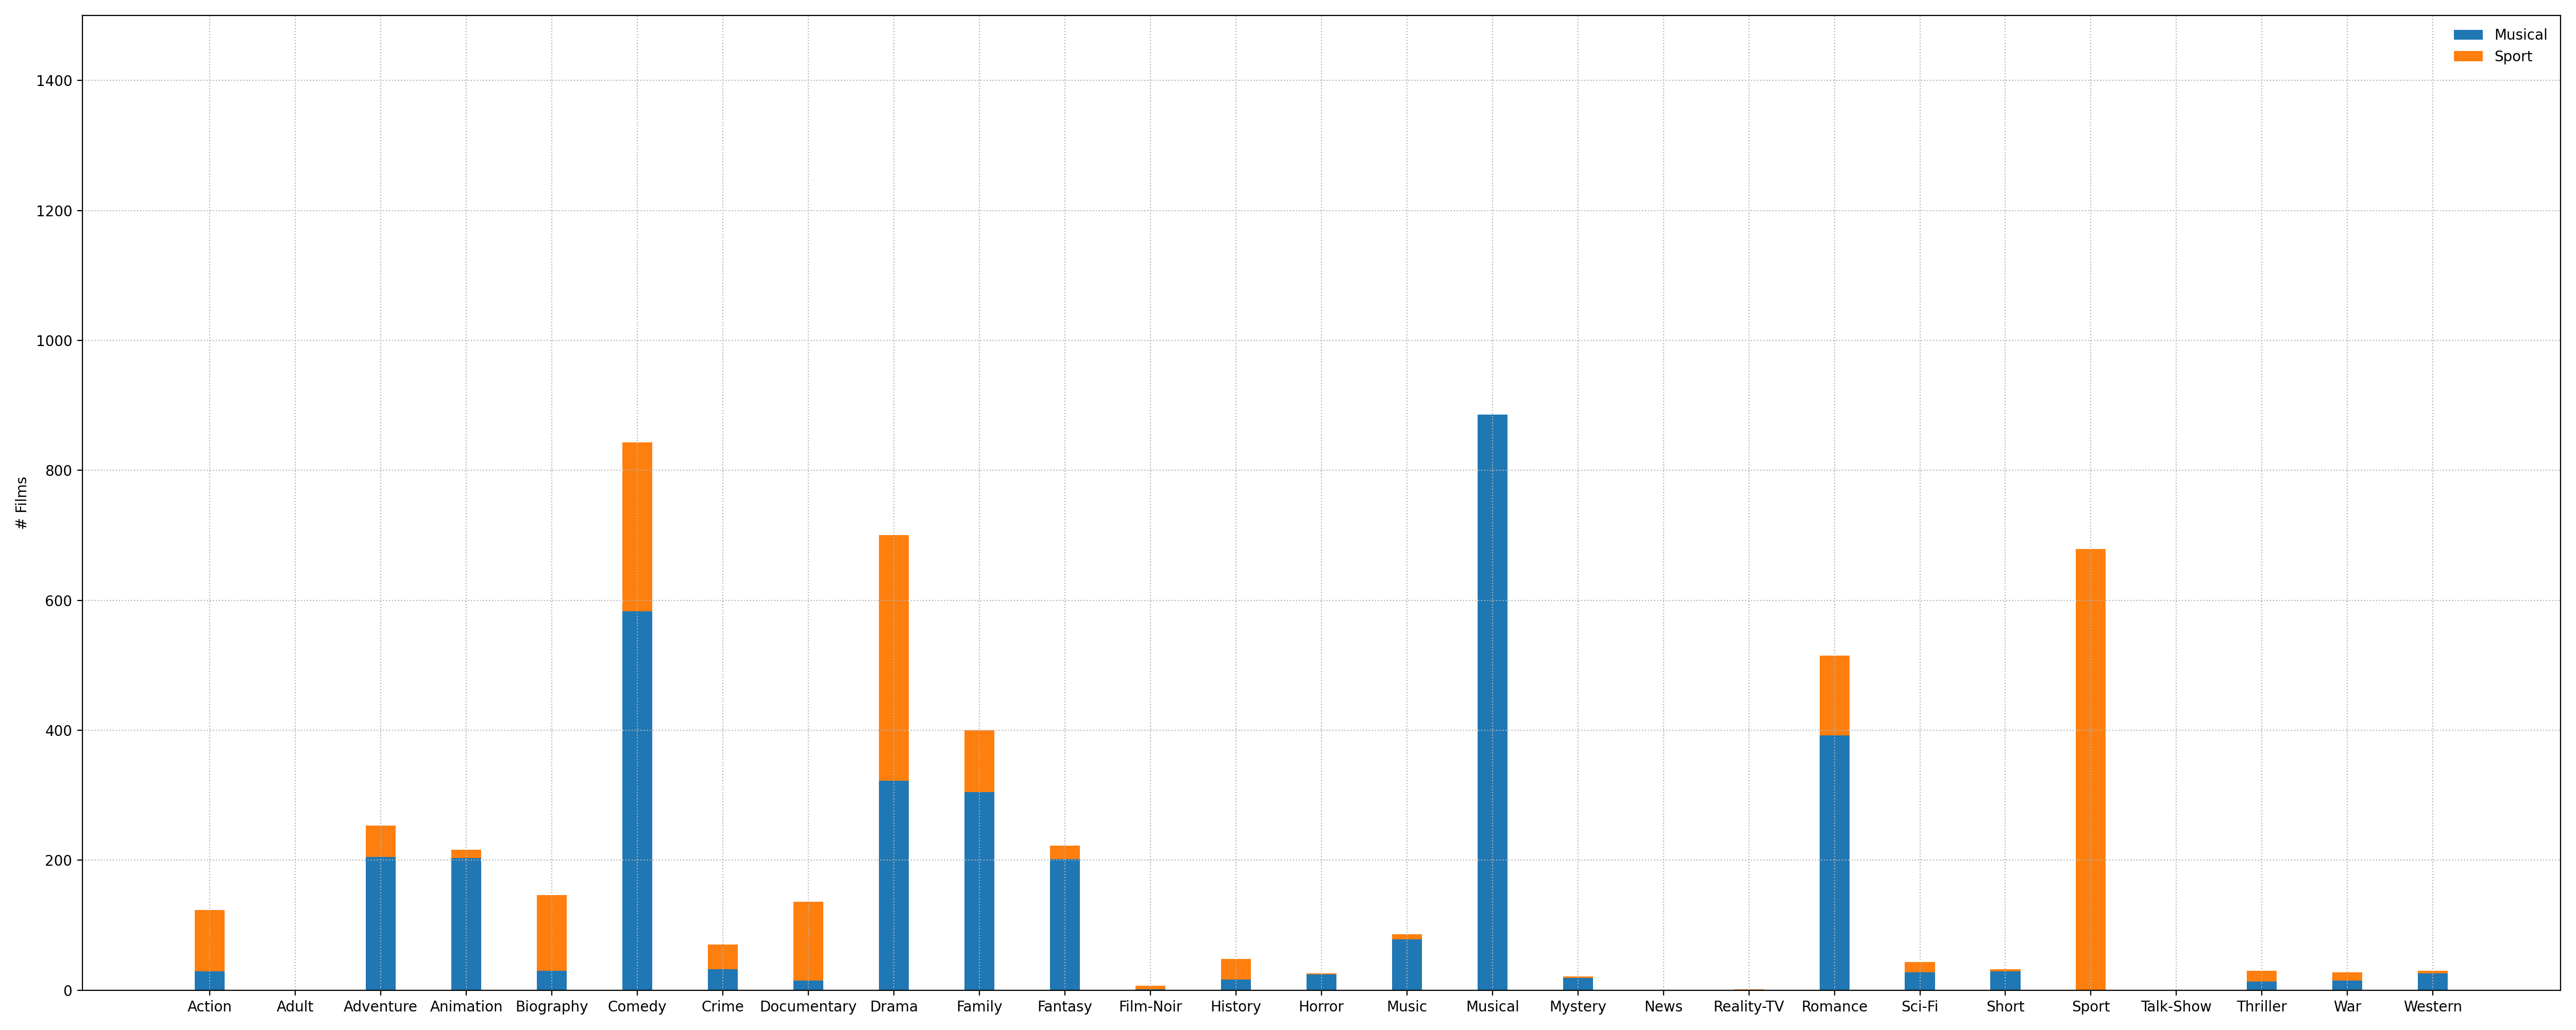 Musical
Sport
1400
1200
1000
800
600
400
200
0
# Films
Action Adult Adventure Animation Biography Comedy Crime Documentary Drama Family Fantasy Film-Noir History Horror Music Musical Mystery News Reality-TV Romance Sci-Fi Short Sport Talk-Show Thriller War Western